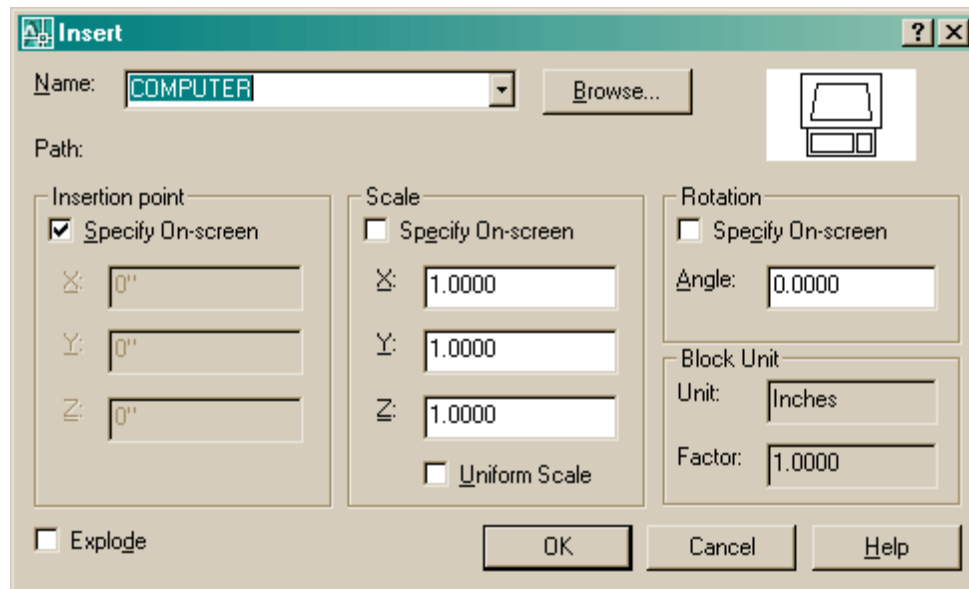 Insert
Name: COMPUTER Browse...
Path:
Insertion point
Specify On-screen
X: 0"
Y: 0"
Z: 0"
Scale
Specify On-screen
X: 1.0000
Y: 1.0000
Z: 1.0000
Uniform Scale
Rotation
Specify On-screen
Angle: 0.0000
Block Unit
Unit: Inches
Factor: 1.0000
Explode
OK Cancel Help